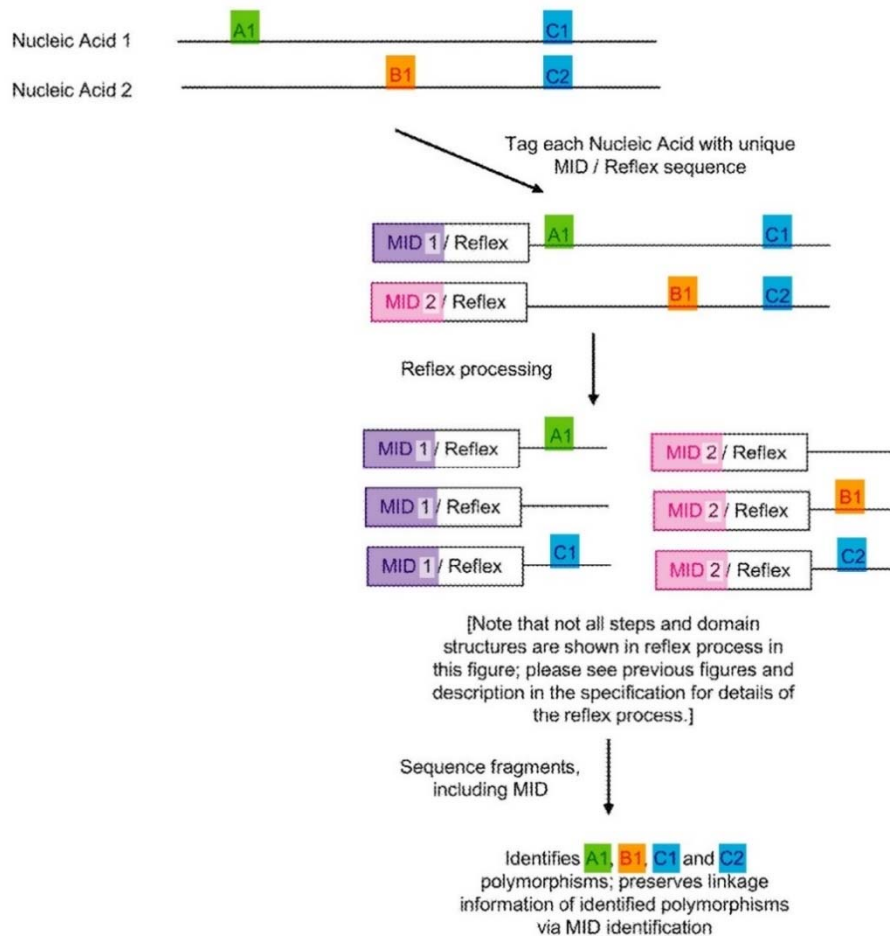 Nucleic Acid 1 A1 C1
Nucleic Acid 2 B1 C2
Tag each Nucleic Acid with unique
MID / Reflex sequence
MID 1 / Reflex A1 C1
MID 2 / Reflex B1 C2
Reflex processing
MID 1 / Reflex A1 MID 2 / Reflex
MID 1 / Reflex MID 2 / Reflex B1
MID 1 / Reflex C1 MID 2 / Reflex C2
[Note that not all steps and domain
structures are shown in reflex process in
this figure; please see previous figures and
description in the specification for details of
the reflex process.]
Sequence fragments,
including MID
Identifies A1, B1, C1 and C2
polymorphisms; preserves linkage
information of identified polymorphisms
via MID identification